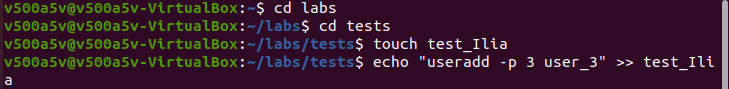 v500a5v@v500a5v-VirtualBox:~$ cd labs
v500a5v@v500a5v-VirtualBox:~/labs$ cd tests
v500a5v@v500a5v-VirtualBox:~/labs/tests$ touch test_Ilia
v500a5v@v500a5v-VirtualBox:~/labs/tests$ echo "useradd -p 3 user_3" >> test_Ili
a